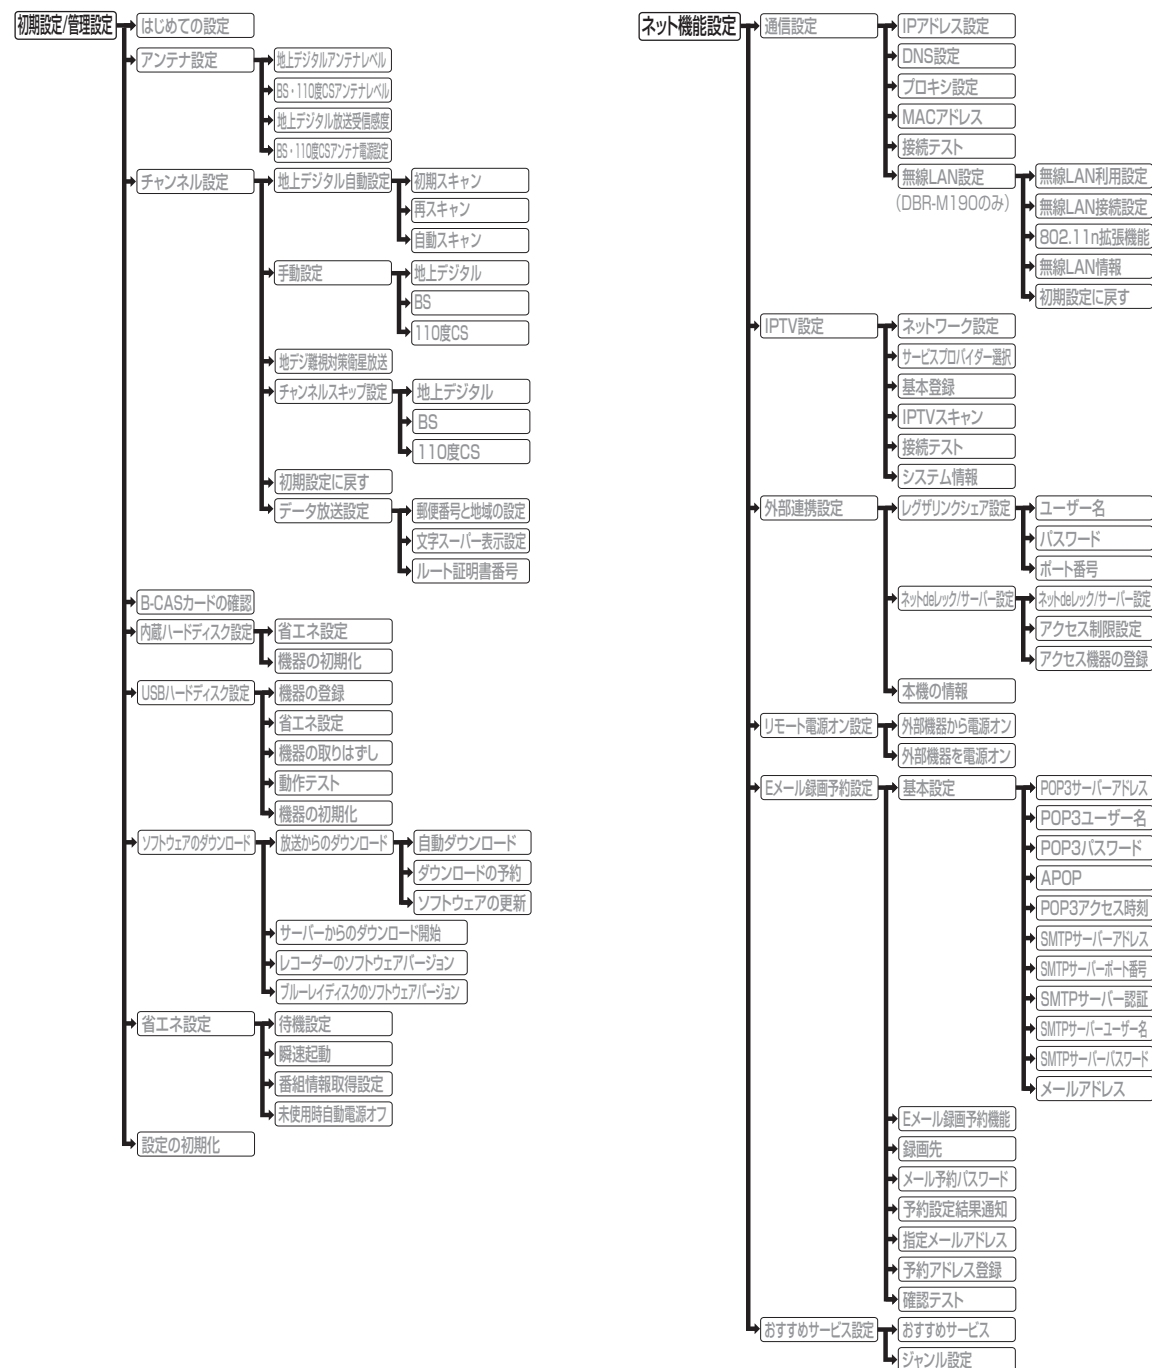 初期設定/管理設定
はじめての設定
アンテナ設定
地上デジタルアンテナレベル
BS・110度CSアンテナレベル
地上デジタル放送受信感度
BS・110度CSアンテナ電源設定
チャンネル設定
地上デジタル自動設定
初期スキャン
再スキャン
自動スキャン
手動設定
地上デジタル
BS
110度CS
地デジ難視対策衛星放送
チャンネルスキップ設定
地上デジタル
BS
110度CS
初期設定に戻す
データ放送設定
郵便番号と地域の設定
文字スーパー表示設定
ルート証明書番号
B-CASカードの確認
内蔵ハードディスク設定
省エネ設定
機器の初期化
USBハードディスク設定
機器の登録
省エネ設定
機器の取りはずし
動作テスト
機器の初期化
ソフトウェアのダウンロード
放送からのダウンロード
自動ダウンロード
ダウンロードの予約
ソフトウェアの更新
サーバーからのダウンロード開始
レコーダーのソフトウェアバージョン
ブルーレイディスクのソフトウェアバージョン
省エネ設定
待機設定
瞬速起動
番組情報取得設定
未使用時自動電源オフ
設定の初期化
ネット機能設定
通信設定
IPアドレス設定
DNS設定
プロキシ設定
MACアドレス
接続テスト
無線LAN設定
(DBR-M190のみ)
無線LAN利用設定
無線LAN接続設定
802.11n拡張機能
無線LAN情報
初期設定に戻す
IPTV設定
ネットワーク設定
サービスプロバイダー選択
基本登録
IPTVスキャン
接続テスト
システム情報
外部連携設定
レグザリンクシェア設定
ユーザー名
パスワード
ポート番号
ネットdeレック/サーバー設定
ネットdeレック/サーバー設定
アクセス制限設定
アクセス機器の登録
本機の情報
リモート電源オン設定
外部機器から電源オン
外部機器を電源オン
Eメール録画予約設定
基本設定
POP3サーバーアドレス
POP3ユーザー名
POP3パスワード
APOP
POP3アクセス時刻
SMTPサーバーアドレス
SMTPサーバーポート番号
SMTPサーバー認証
SMTPサーバーユーザー名
SMTPサーバーパスワード
メールアドレス
Eメール録画予約機能
録画先
メール予約パスワード
予約設定結果通知
指定メールアドレス
予約アドレス登録
確認テスト
おすすめサービス設定
おすすめサービス
ジャンル設定